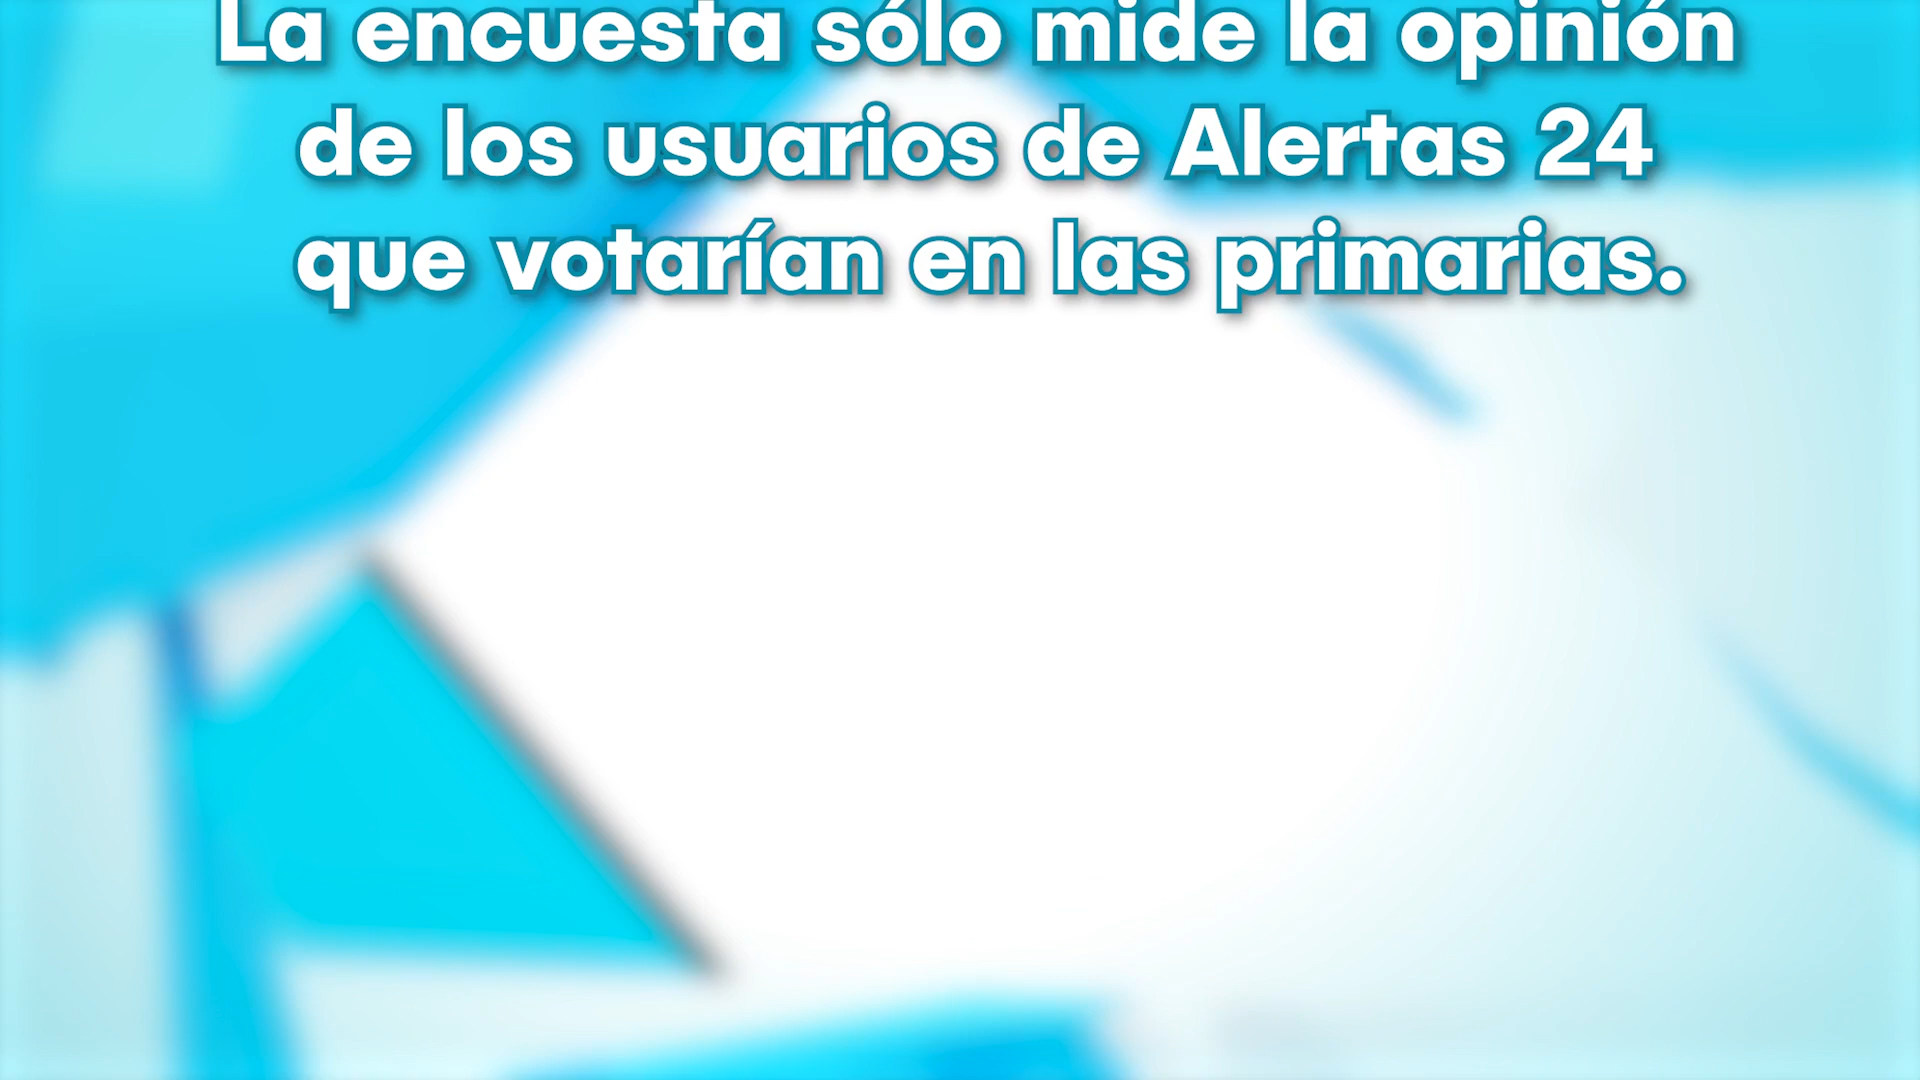 La encuesta sólo mide la opinión
de los usuarios de Alertas 24
que votarían en las primarias.